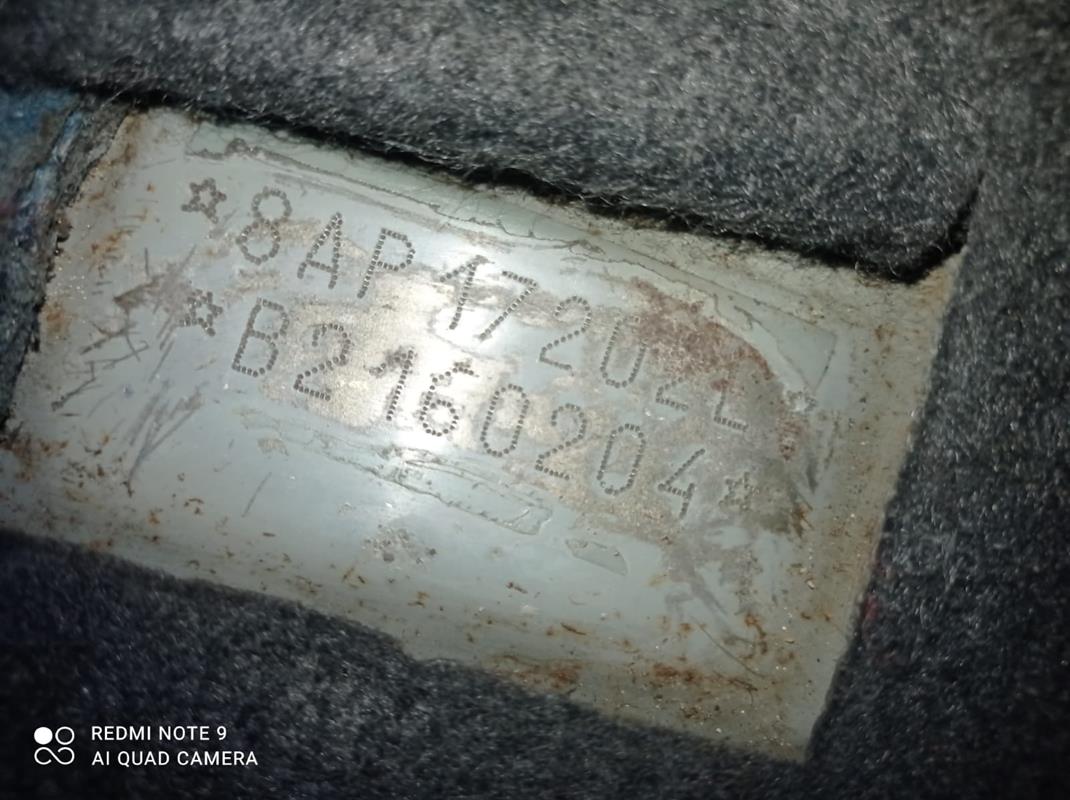 ☆8AP17202L
☆B2160204☆
REDMI NOTE 9
AI QUAD CAMERA